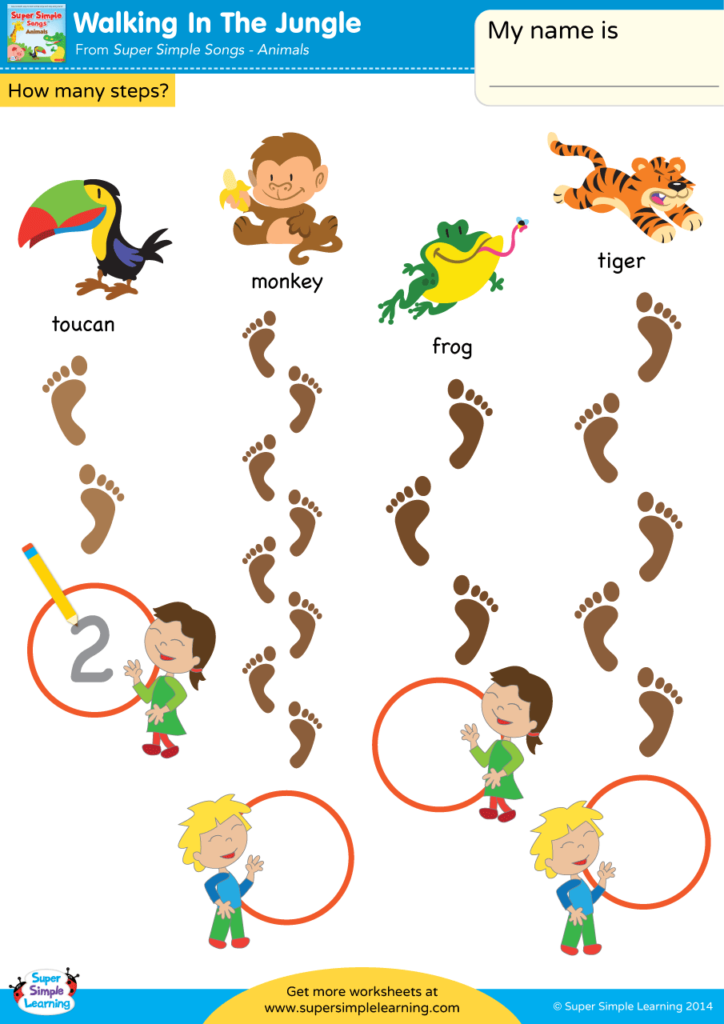 Super Simple
Songs
Animals
Walking In The Jungle
From Super Simple Songs - Animals
My name is
How many steps?
toucan
monkey
frog
tiger
2
Super
Simple
Learning
Get more worksheets at
www.supersimplelearning.com
© Super Simple Learning 2014